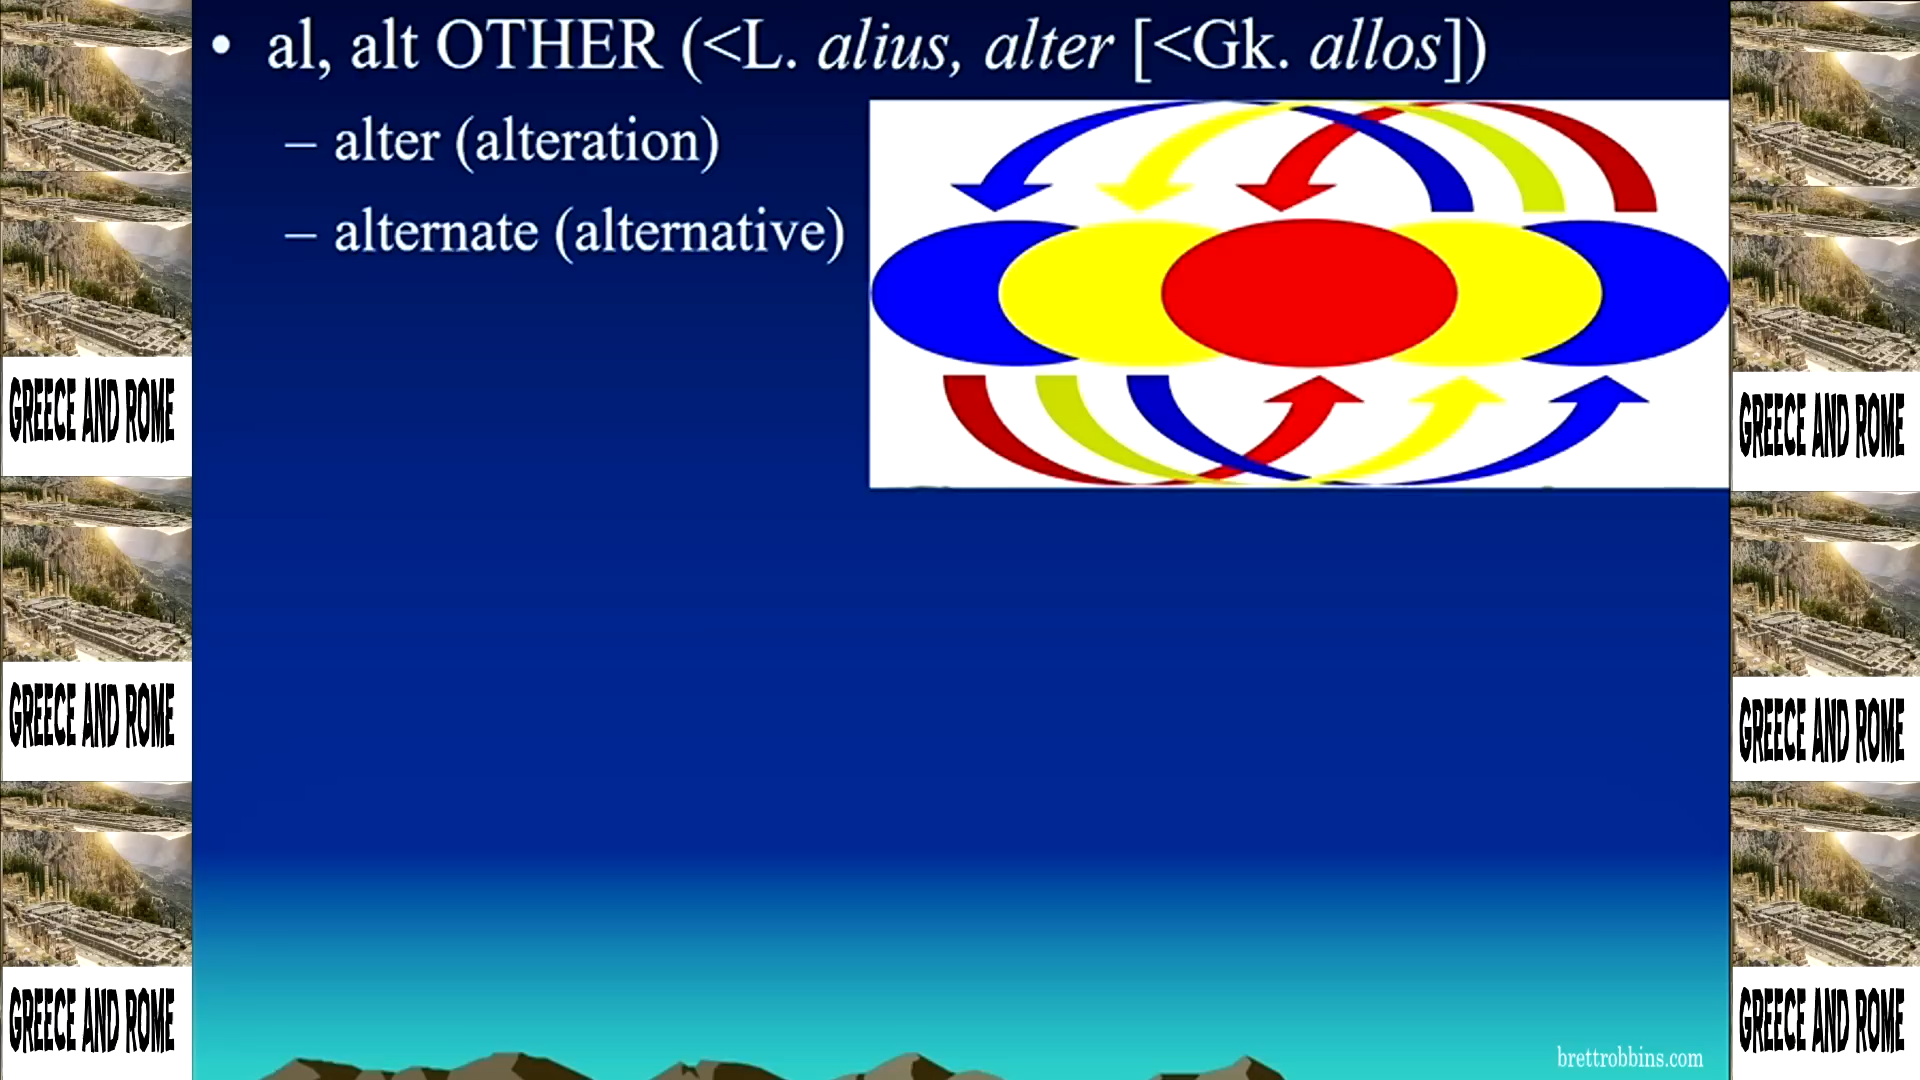 • al, alt OTHER (<L. alius, alter [<Gk. allos])
– alter (alteration)
– alternate (alternative)
GREECE AND ROME
GREECE AND ROME
GREECE AND ROME
GREECE AND ROME
GREECE AND ROME
GREECE AND ROME
brettrobbins.com